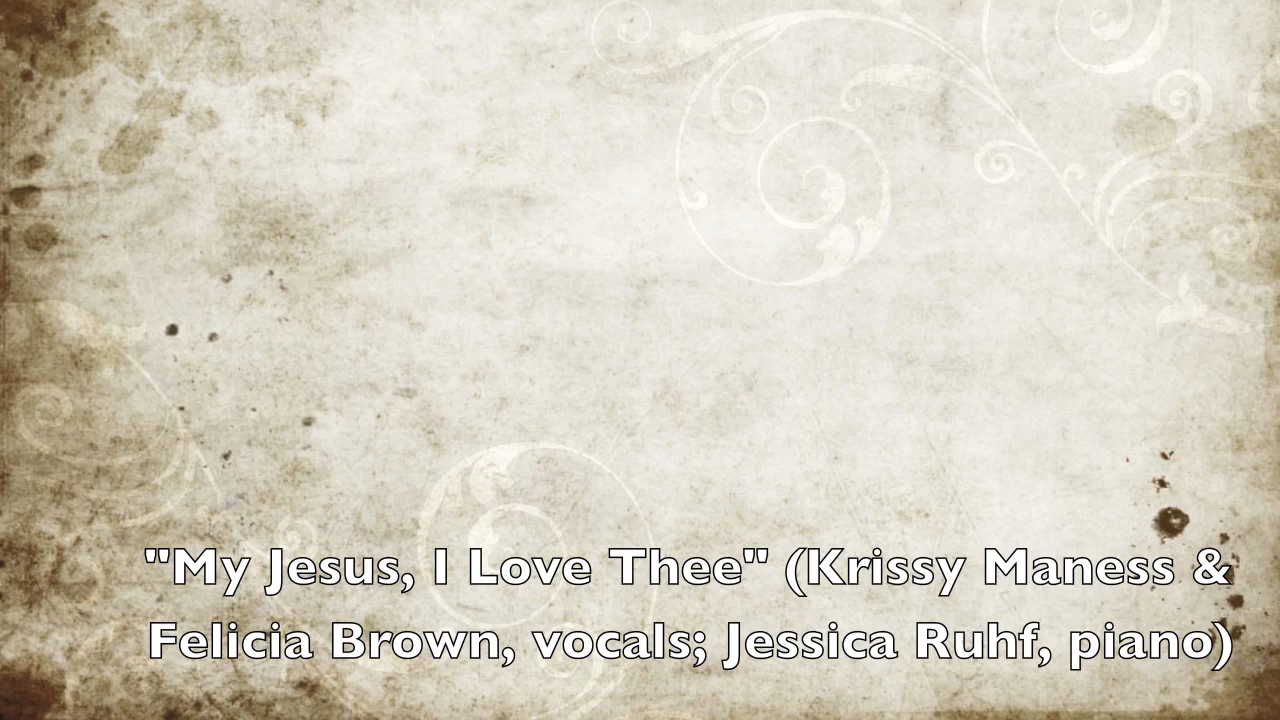 "My Jesus, I Love Thee" (Krissy Maness &
Felicia Brown, vocals; Jessica Ruhf, piano)